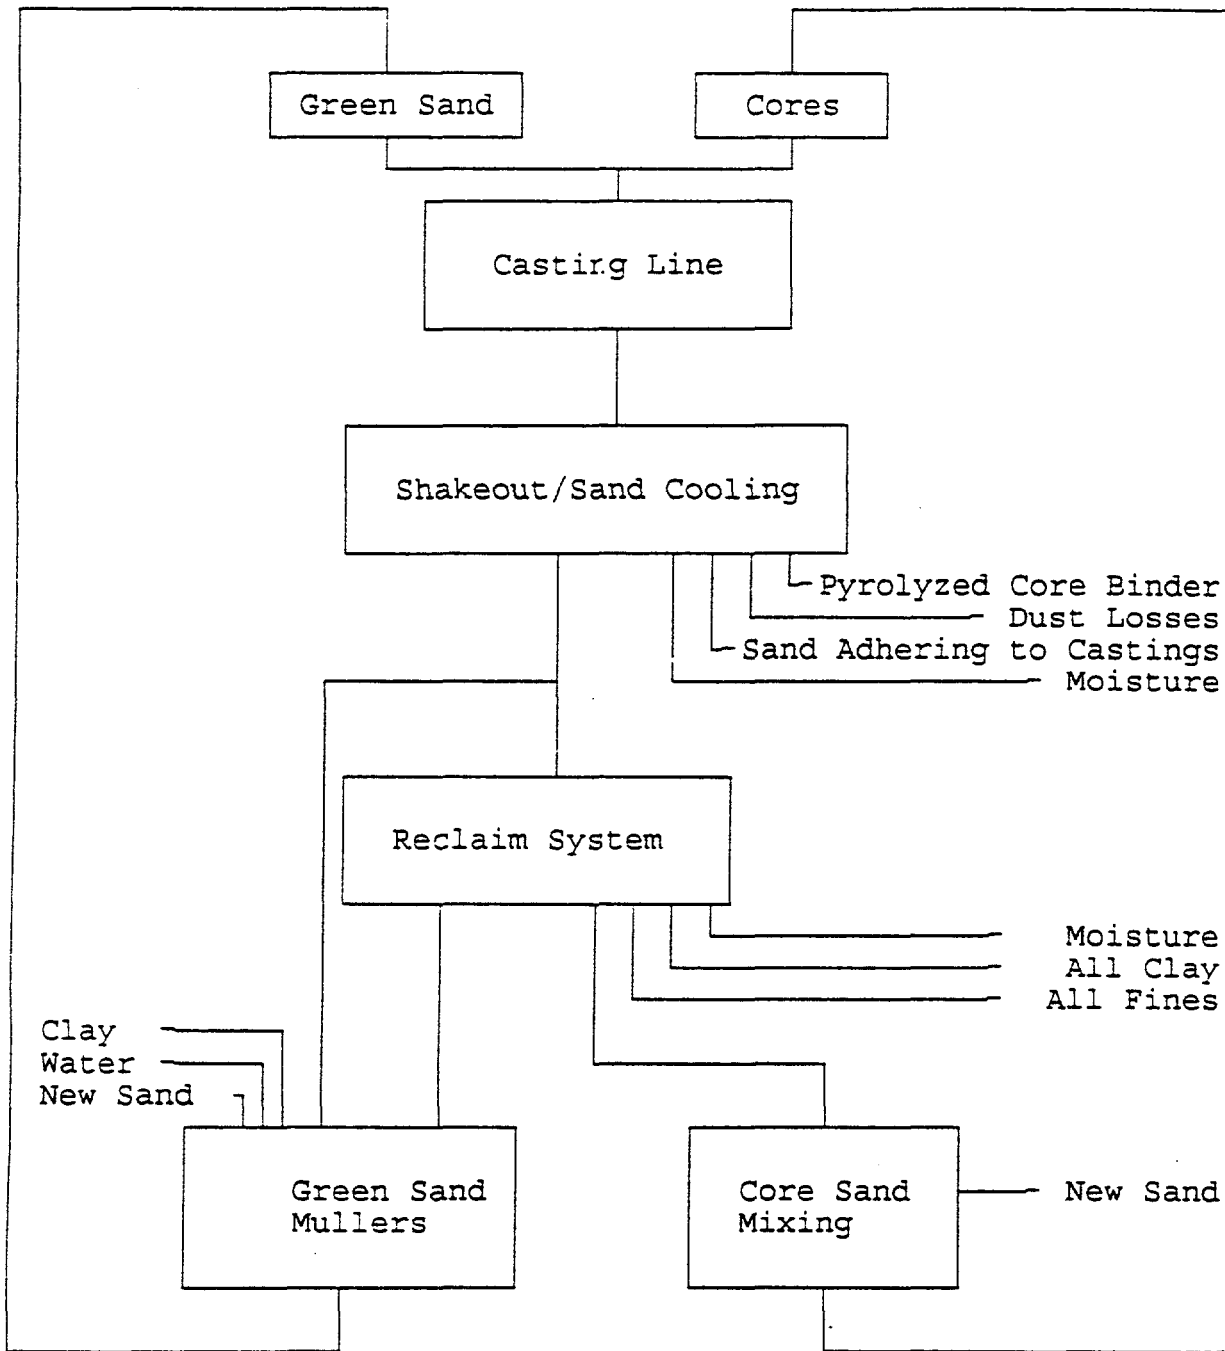 Green Sand
Cores
Casting Line
Shakeout/Sand Cooling
Pyrolyzed Core Binder
Dust Losses
Sand Adhering to Castings
Moisture
Reclaim System
Moisture
All Clay
All Fines
Clay
Water
New Sand
Green Sand
Mullers
Core Sand
Mixing
New Sand